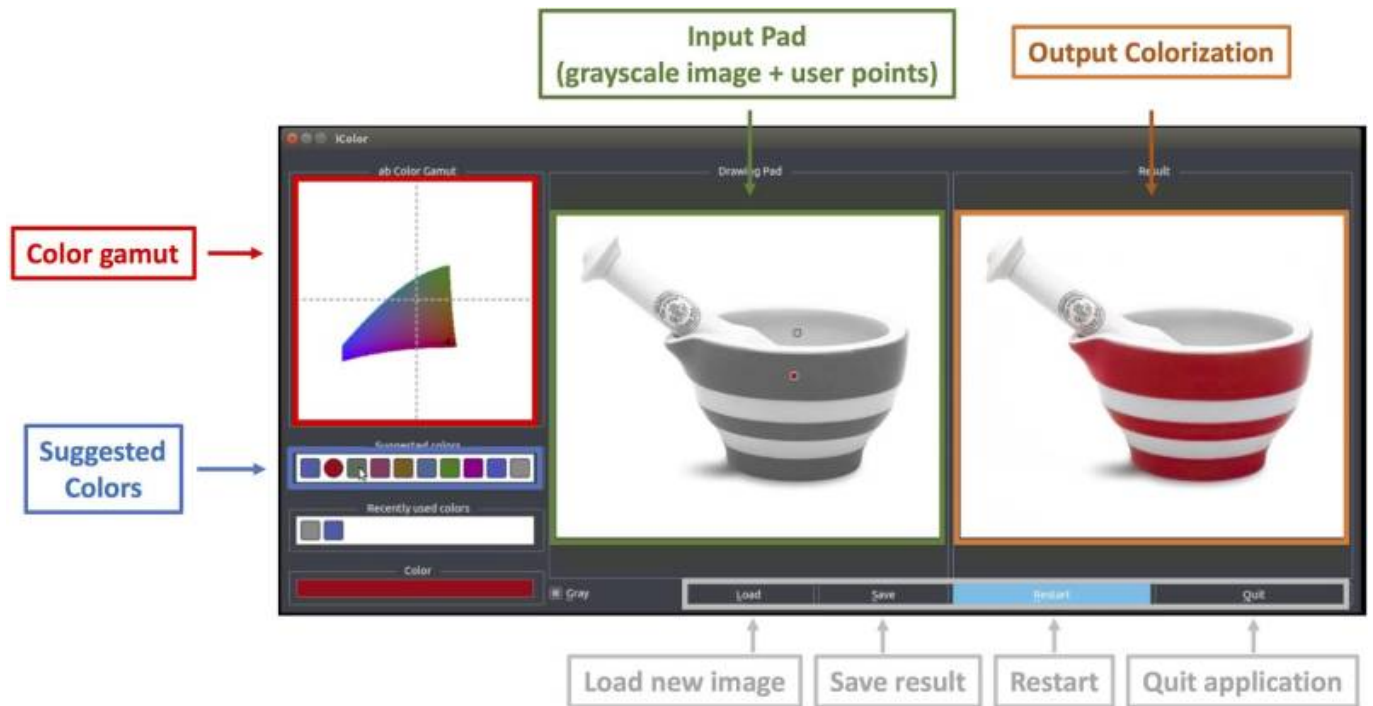 Input Pad
(grayscale image + user points)
Output Colorization
iColor
ab Color Gamut
Drawing Pad
Result
Color gamut
Suggested colors
Suggested
Colors
Recently used colors
Color
Gray
Load
Save
Restart
Quit
Load new image
Save result
Restart
Quit application